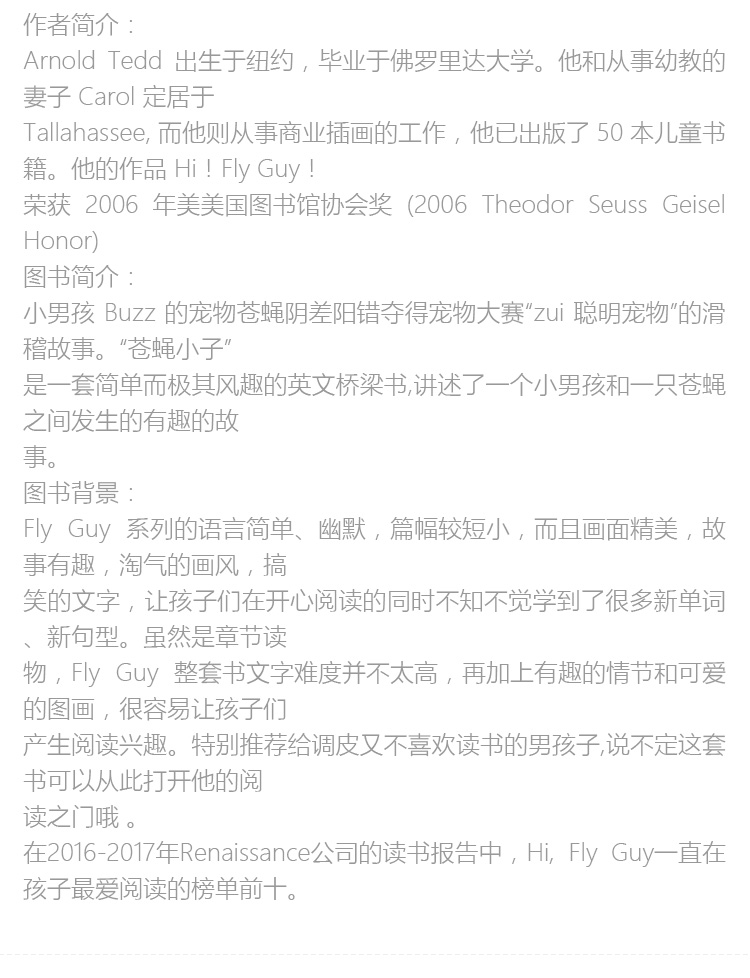 作者简介：
Arnold Tedd 出生于纽约，毕业于佛罗里达大学。他和从事幼教的
妻子 Carol 定居于
Tallahassee, 而他则从事商业插画的工作，他已出版了 50 本儿童书
籍。他的作品 Hi！Fly Guy！
荣获 2006 年美美国图书馆协会奖 (2006 Theodor Seuss Geisel
Honor)
图书简介：
小男孩 Buzz 的宠物苍蝇阴差阳错夺得宠物大赛“zui 聪明宠物”的滑
稽故事。“苍蝇小子”
是一套简单而极其风趣的英文桥梁书,讲述了一个小男孩和一只苍蝇
之间发生的有趣的故
事。
图书背景：
Fly Guy 系列的语言简单、幽默，篇幅较短小，而且画面精美，故
事有趣，淘气的画风，搞
笑的文字，让孩子们在开心阅读的同时不知不觉学到了很多新单词
、新句型。虽然是章节读
物，Fly Guy 整套书文字难度并不太高，再加上有趣的情节和可爱
的图画，很容易让孩子们
产生阅读兴趣。特别推荐给调皮又不喜欢读书的男孩子,说不定这套
书可以从此打开他的阅
读之门哦 。
在2016-2017年Renaissance公司的读书报告中，Hi, Fly Guy一直在
孩子最爱阅读的榜单前十。